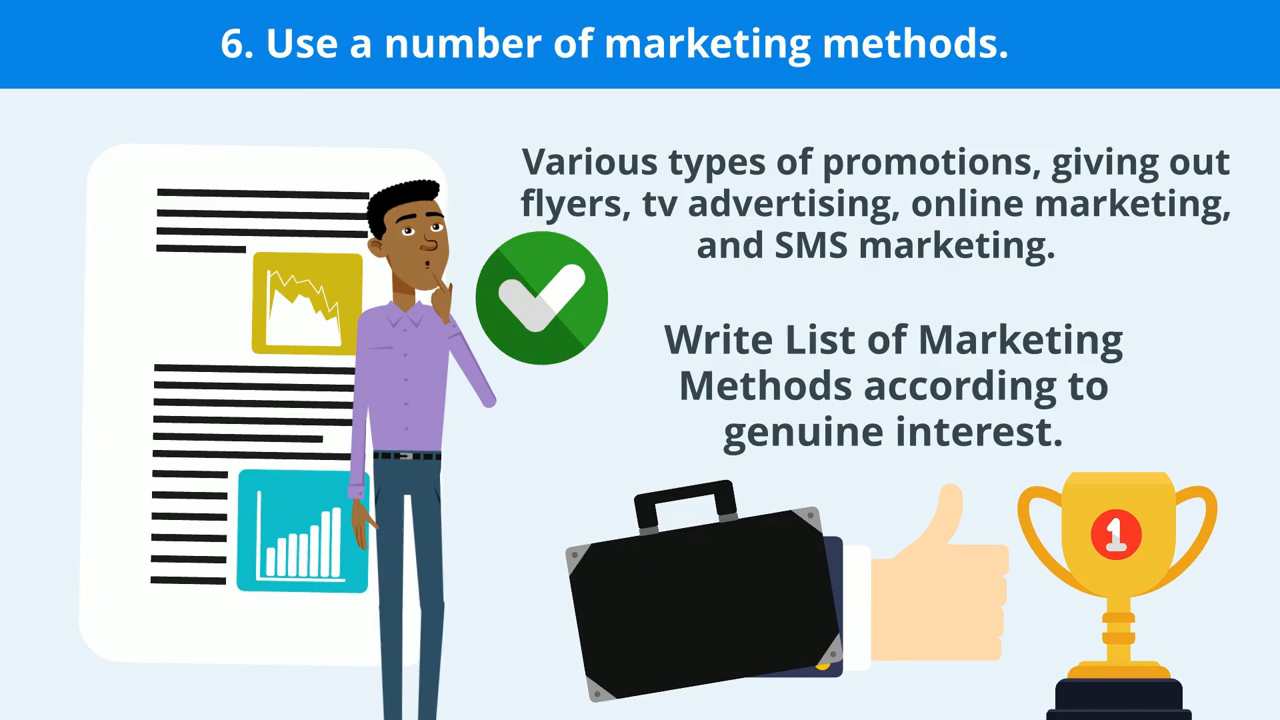 6. Use a number of marketing methods.
Various types of promotions, giving out
flyers, tv advertising, online marketing,
and SMS marketing.
Write List of Marketing
Methods according to
genuine interest.
1